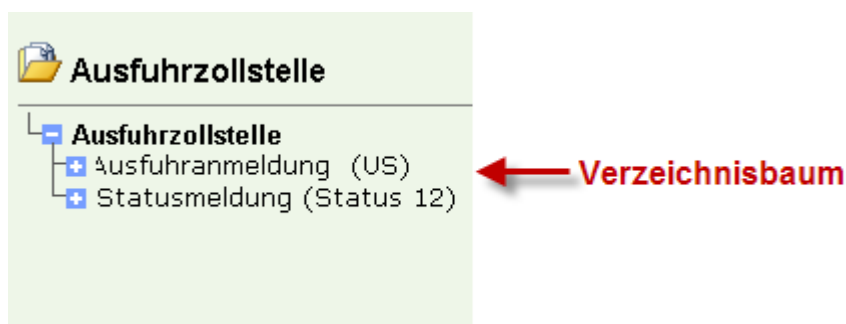 Ausfuhrzollstelle
Ausfuhrzollstelle
Ausfuhranmeldung (US)
Statusmeldung (Status 12)
Verzeichnisbaum